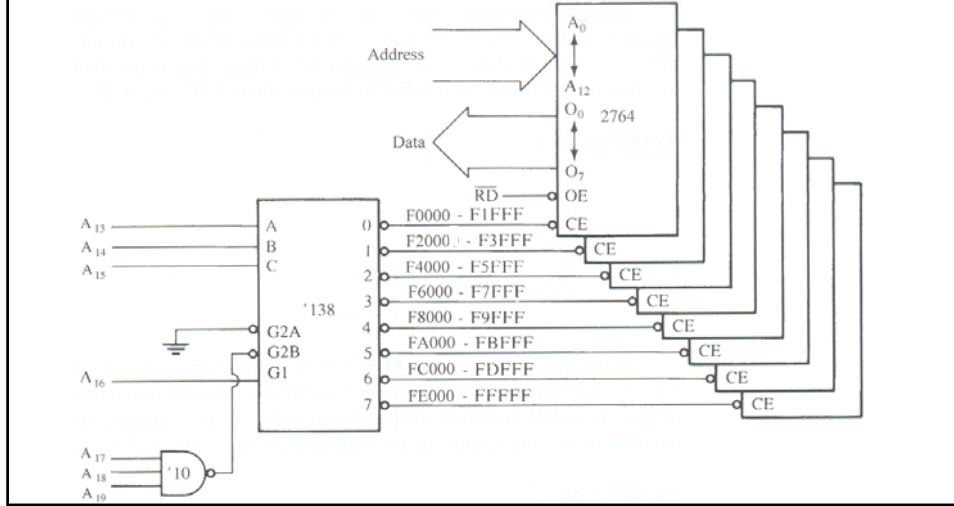 A0
Address
A12
O0
2764
Data
O7
RD
OE
A13
A
0
F0000 - F1FFF
CE
A14
B
1
F2000 - F3FFF
CE
A15
C
2
F4000 - F5FFF
CE
3
F6000 - F7FFF
CE
'138
4
F8000 - F9FFF
CE
G2A
G2B
5
FA000 - FBFFF
CE
A16
G1
6
FC000 - FDFFF
CE
7
FE000 - FFFFF
CE
A17
A18
'10
A19